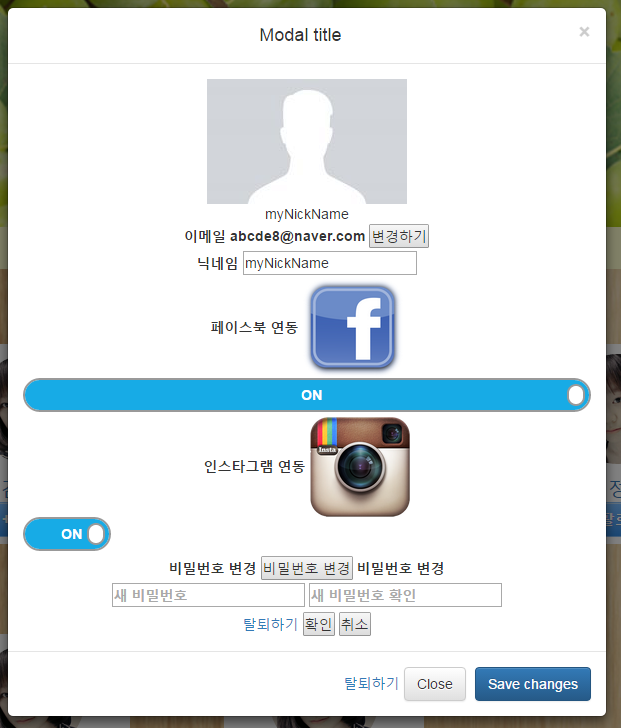 Modal title ×
myNickName
이메일 abcde8@naver.com 변경하기
닉네임 myNickName
페이스북 연동 f
ON
Insta
인스타그램 연동
ON
비밀번호 변경 비밀번호 변경 비밀번호 변경
새 비밀번호 새 비밀번호 확인
탈퇴하기 확인 취소
탈퇴하기 Close Save changes